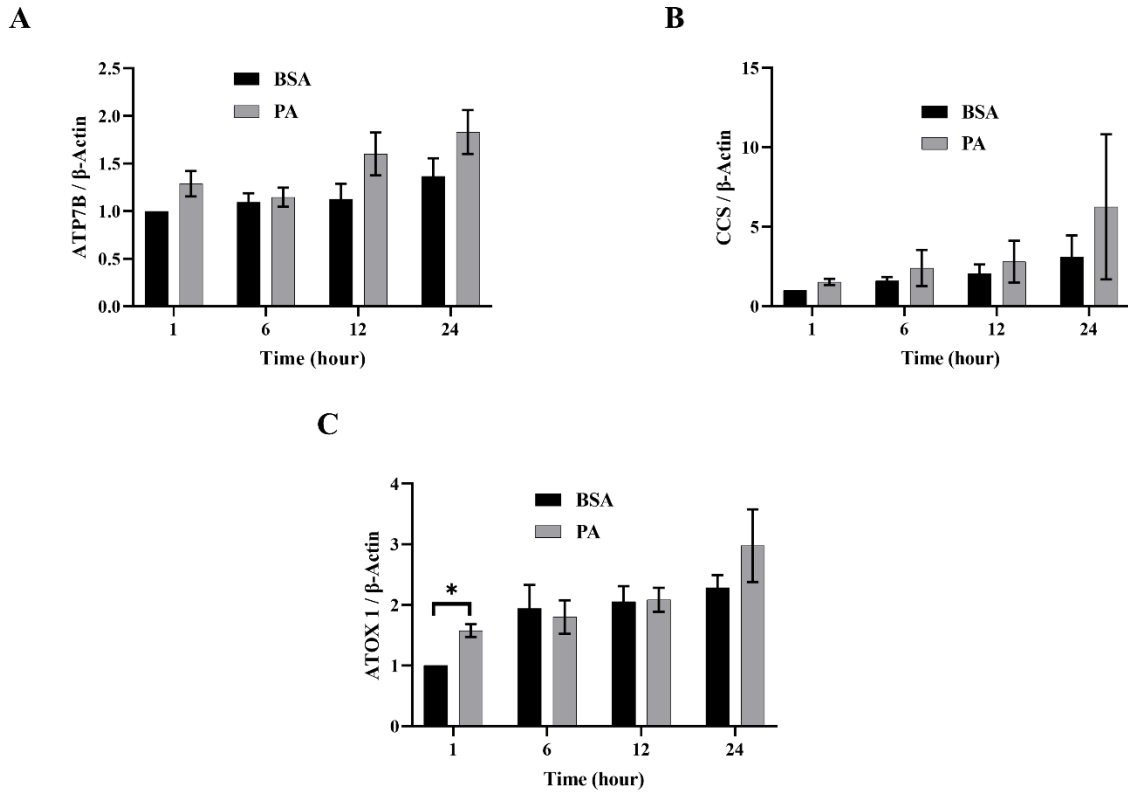 A
ATP7B / β-Actin
2.5
2.0
1.5
1.0
0.5
0.0
BSA
PA
1 6 12 24
Time (hour)
B
CCS / β-Actin
15
10
5
0
BSA
PA
1 6 12 24
Time (hour)
C
ATOX 1 / β-Actin
4
3
2
1
0
BSA
PA
*
1 6 12 24
Time (hour)